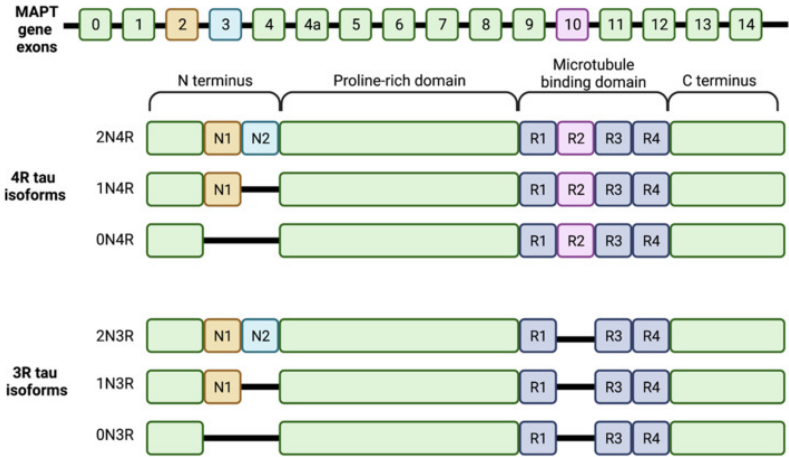 MAPT
gene
exons
0 1 2 3 4 4a 5 6 7 8 9 10 11 12 13 14
N terminus
Proline-rich domain
Microtubule
binding domain
C terminus
4R tau
isoforms
2N4R N1 N2 R1 R2 R3 R4
1N4R N1 R1 R2 R3 R4
0N4R R1 R2 R3 R4
3R tau
isoforms
2N3R N1 N2 R1 R3 R4
1N3R N1 R1 R3 R4
0N3R R1 R3 R4